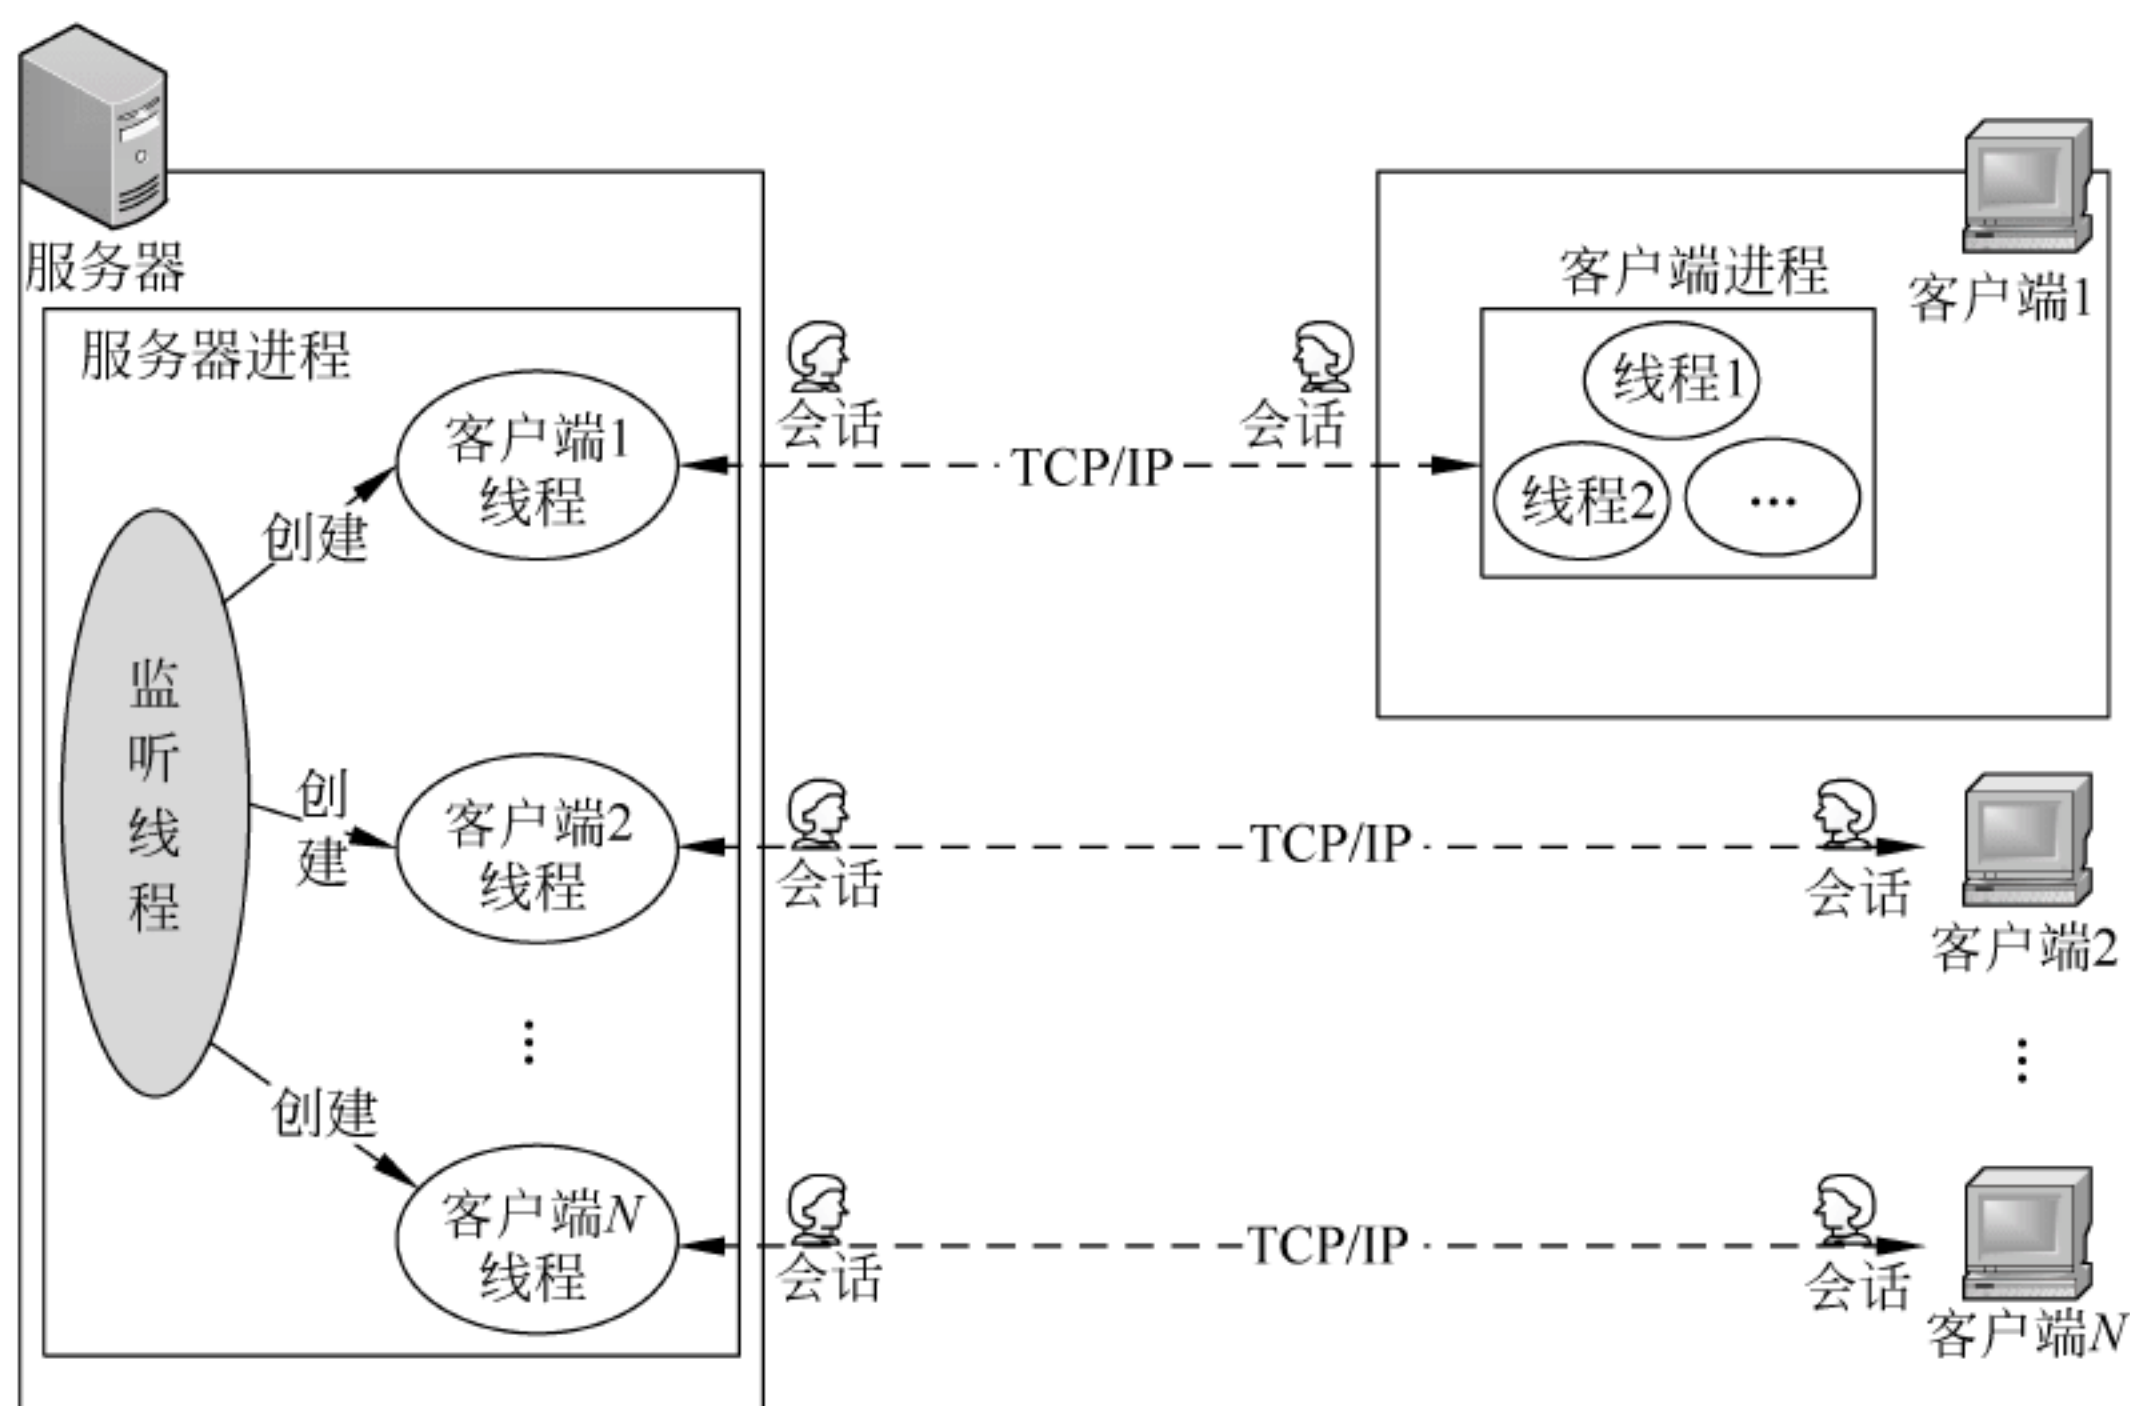 服务器
服务器进程
客户端1
线程
创建
监
听
线
程
创
建
客户端2
线程
⋮
创建
客户端N
线程
会话
TCP/IP
会话
客户端进程
线程1
线程2
…
客户端1
会话
TCP/IP
会话
客户端2
⋮
会话
TCP/IP
会话
客户端N